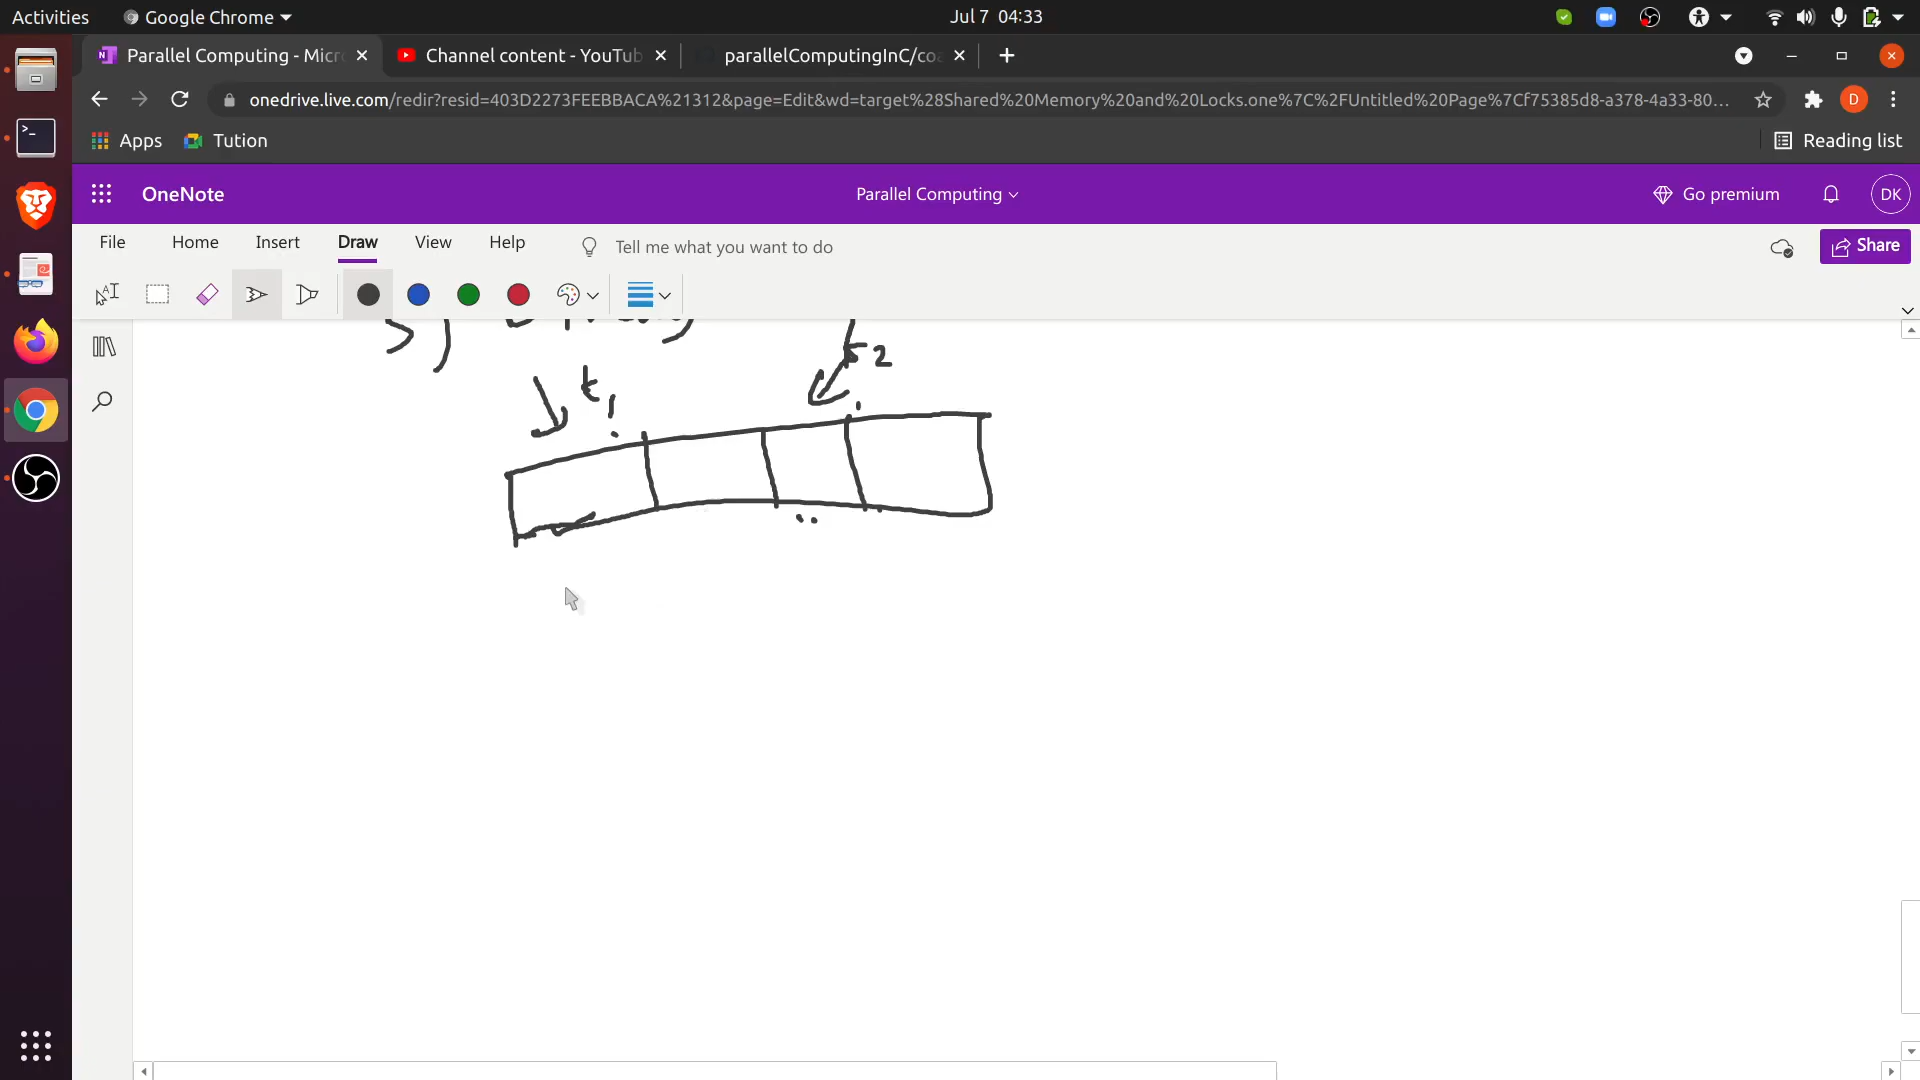 Activities Google Chrome Jul 7 04:33
Parallel Computing - Micr Channel content - YouTub parallelComputingInC/coa
onedrive.live.com/redir?resid=403D2273FEEBBACA%21312&page=Edit&wd=target%28Shared%20Memory%20and%20Locks.one%7C%2FUntitled%20Page%7Cf75385d8-a378-4a33-80... D
Apps Tution Reading list
OneNote Parallel Computing Go premium DK
File Home Insert Draw View Help Tell me what you want to do Share
t1
t2